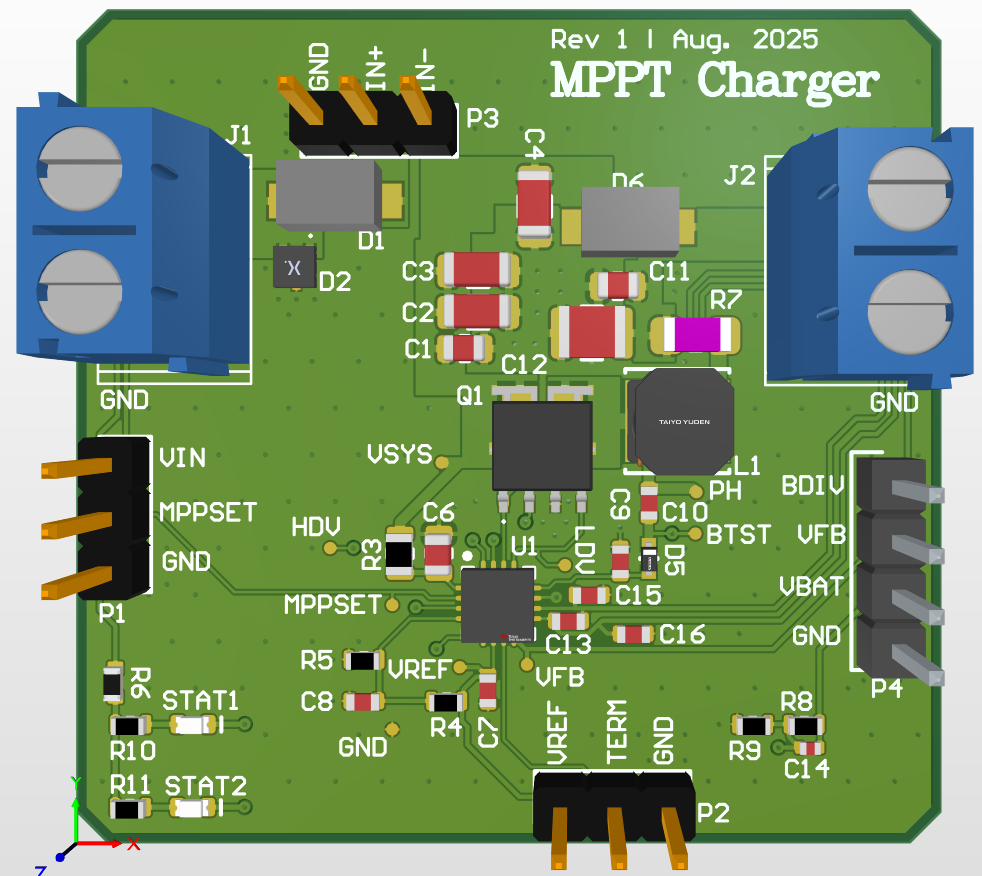 Rev 1 | Aug. 2025
MPPT Charger
GND
IN+
IN-
P3
J1
C4
D6
J2
D1
D2
C3
C11
C2
R7
C1
C12
Q1
GND
GND
VIN
VSYS
TAIYO YUDEN
L1
PH
BDIV
MPPSET
HDV
C6
C9
C10
BTST
VFB
R3
U1
LDV
D5
GND
VBAT
P1
MPPSET
C15
C13
C16
GND
R5
VREF
VFB
P4
R6
STAT1
C8
R4
C7
VREF
TERM
GND
R8
R10
GND
R9
C14
R11
STAT2
P2
Y
X
Z